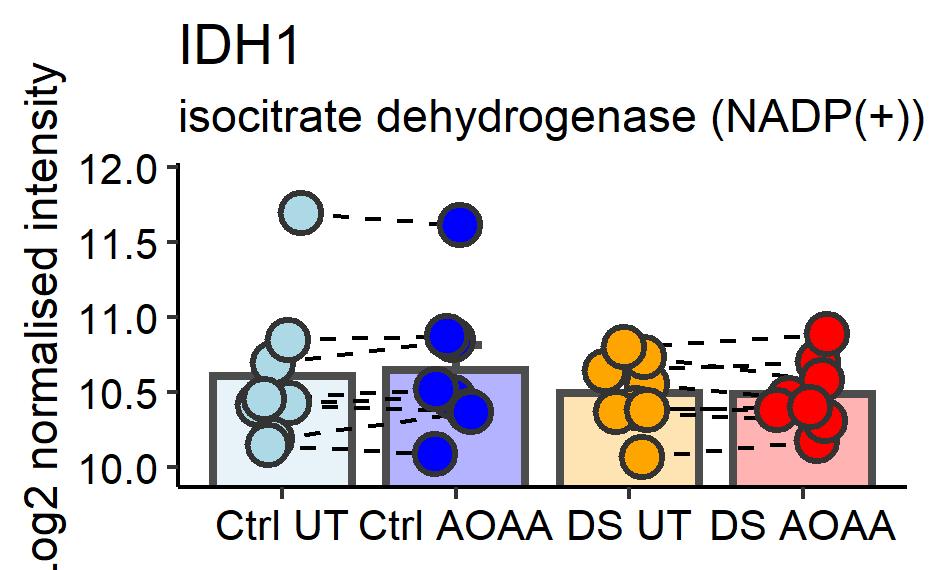 IDH1
isocitrate dehydrogenase (NADP(+))
12.0
11.5
11.0
10.5
10.0
normalised intensity
Ctrl UT Ctrl AOAA DS UT DS AOAA